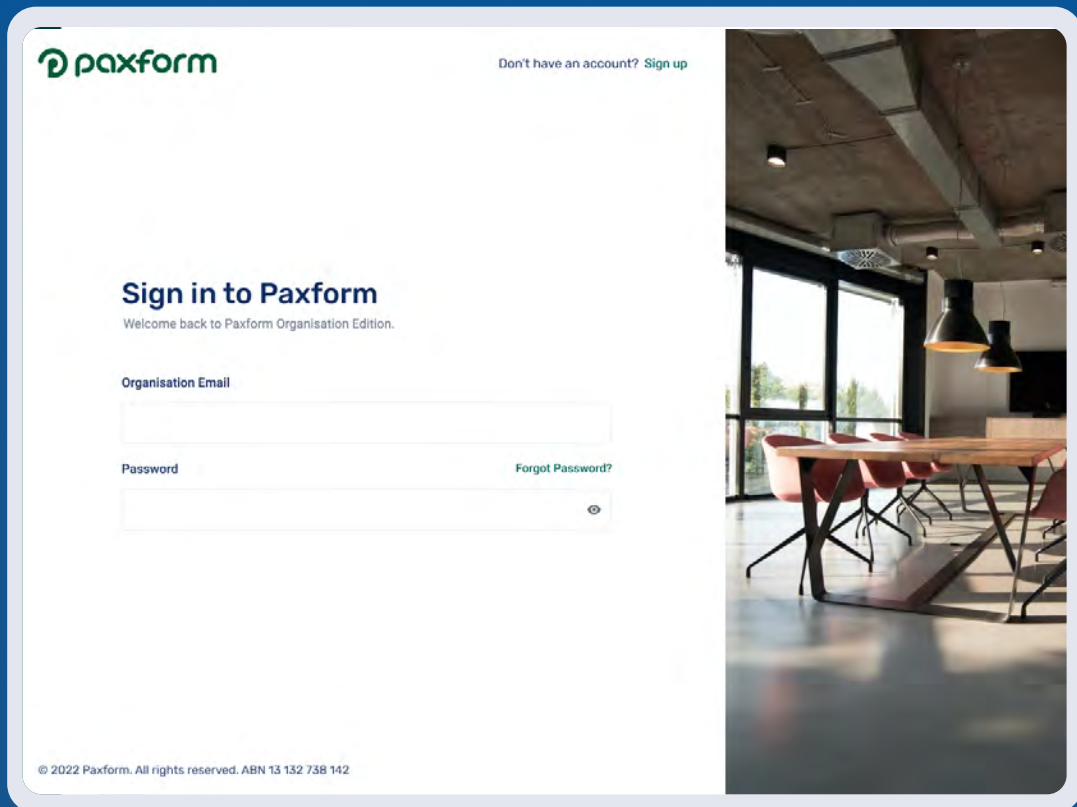 paxform
Don't have an account? Sign up
Sign in to Paxform
Welcome back to Paxform Organisation Edition.
Organisation Email
Password
Forgot Password?
© 2022 Paxform. All rights reserved. ABN 13 132 738 142